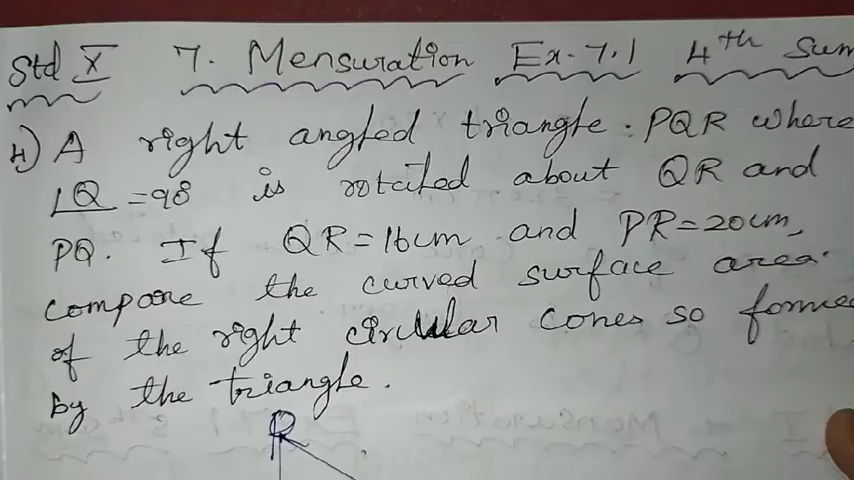 Std X 7. Mensuration Ex-7.1 4th Sum
4) A right angled triangle. PQR where
∠Q = 90° is rotated about QR and
PQ. If QR=16cm and PR=20cm,
compare the curved surface area.
of the right circular cones so forme
by the triangle.
P